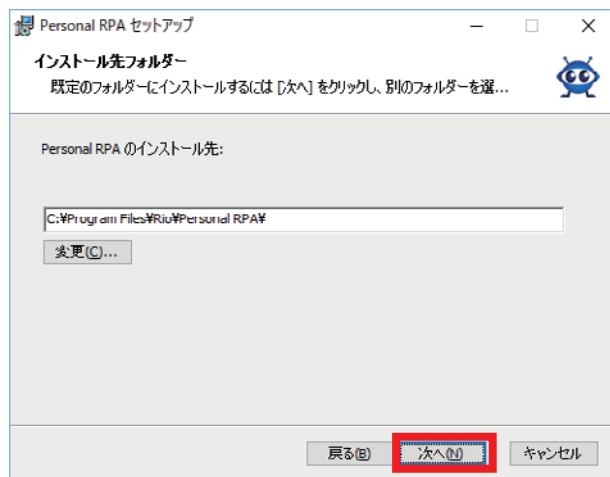 Personal RPA セットアップ
インストール先フォルダー
既定のフォルダーにインストールするには [次へ] をクリックし、別のフォルダーを選...
Personal RPA のインストール先:
C:¥Program Files¥Rio¥Personal RPA¥
変更(C)...
戻る(B) 次へ(N) キャンセル